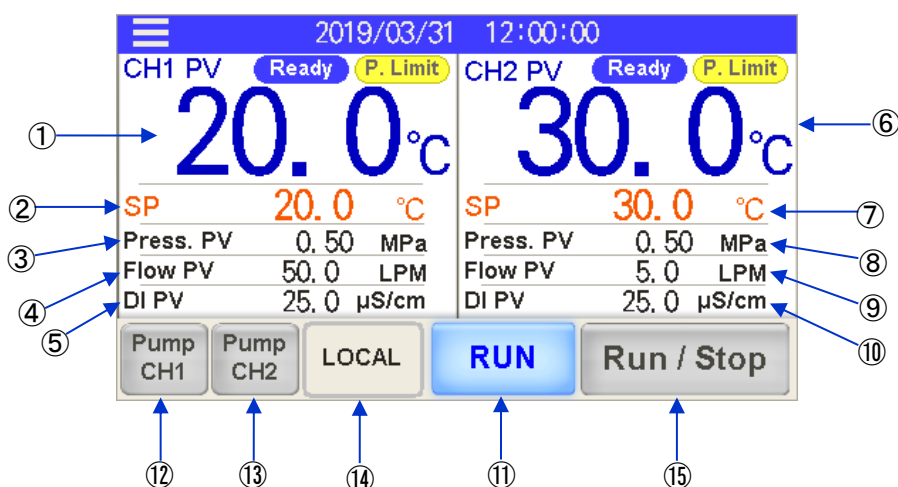 2019/03/31 12:00:00
CH1 PV Ready P. Limit
CH2 PV Ready P. Limit
① 20.0 °C
30.0 °C ⑥
② SP 20.0 °C
SP 30.0 °C ⑦
③ Press. PV 0.50 MPa
Press. PV 0.50 MPa ⑧
④ Flow PV 50.0 LPM
Flow PV 5.0 LPM ⑨
⑤ DI PV 25.0 µS/cm
DI PV 25.0 µS/cm ⑩
Pump
CH1
Pump
CH2
LOCAL
RUN
Run / Stop
⑫ ⑬ ⑭ ⑪ ⑮